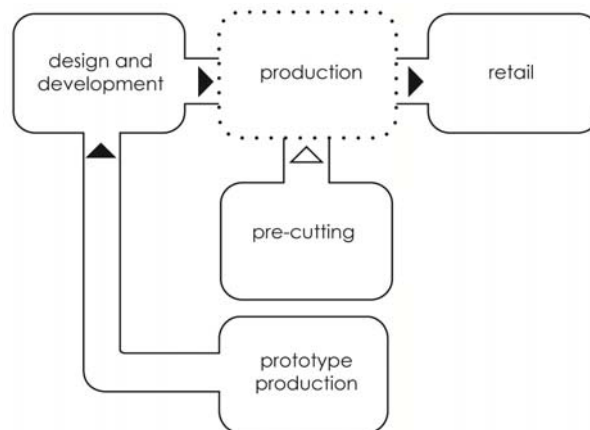 design and
development
production
retail
pre-cutting
prototype
production